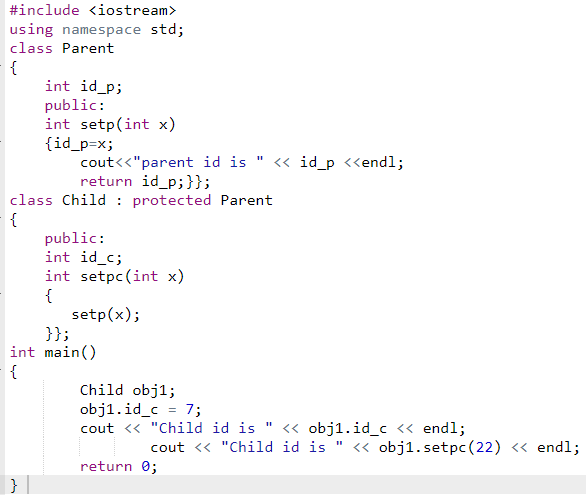 #include <iostream>
using namespace std;
class Parent
{
    int id_p;
    public:
    int setp(int x)
    {id_p=x;
        cout<<"parent id is " << id_p <<endl;
        return id_p;}};
class Child : protected Parent
{
    public:
    int id_c;
    int setpc(int x)
    {
       setp(x);
    }};
int main()
{
        Child obj1;
        obj1.id_c = 7;
        cout << "Child id is " << obj1.id_c << endl;
                cout << "Child id is " << obj1.setpc(22) << endl;
        return 0;
}